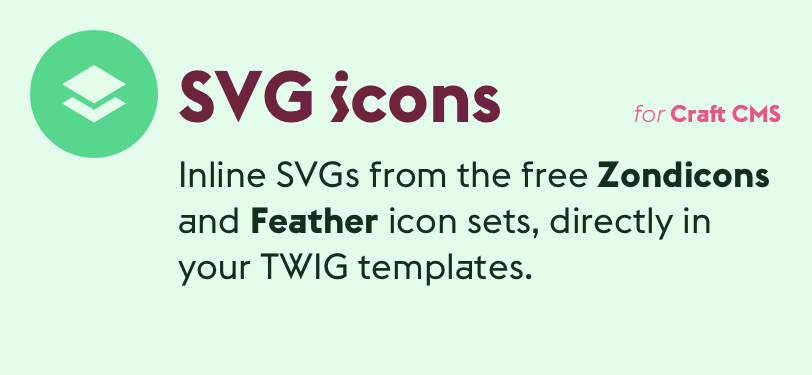 SVG icons
for Craft CMS
Inline SVGs from the free Zondicons
and Feather icon sets, directly in
your TWIG templates.